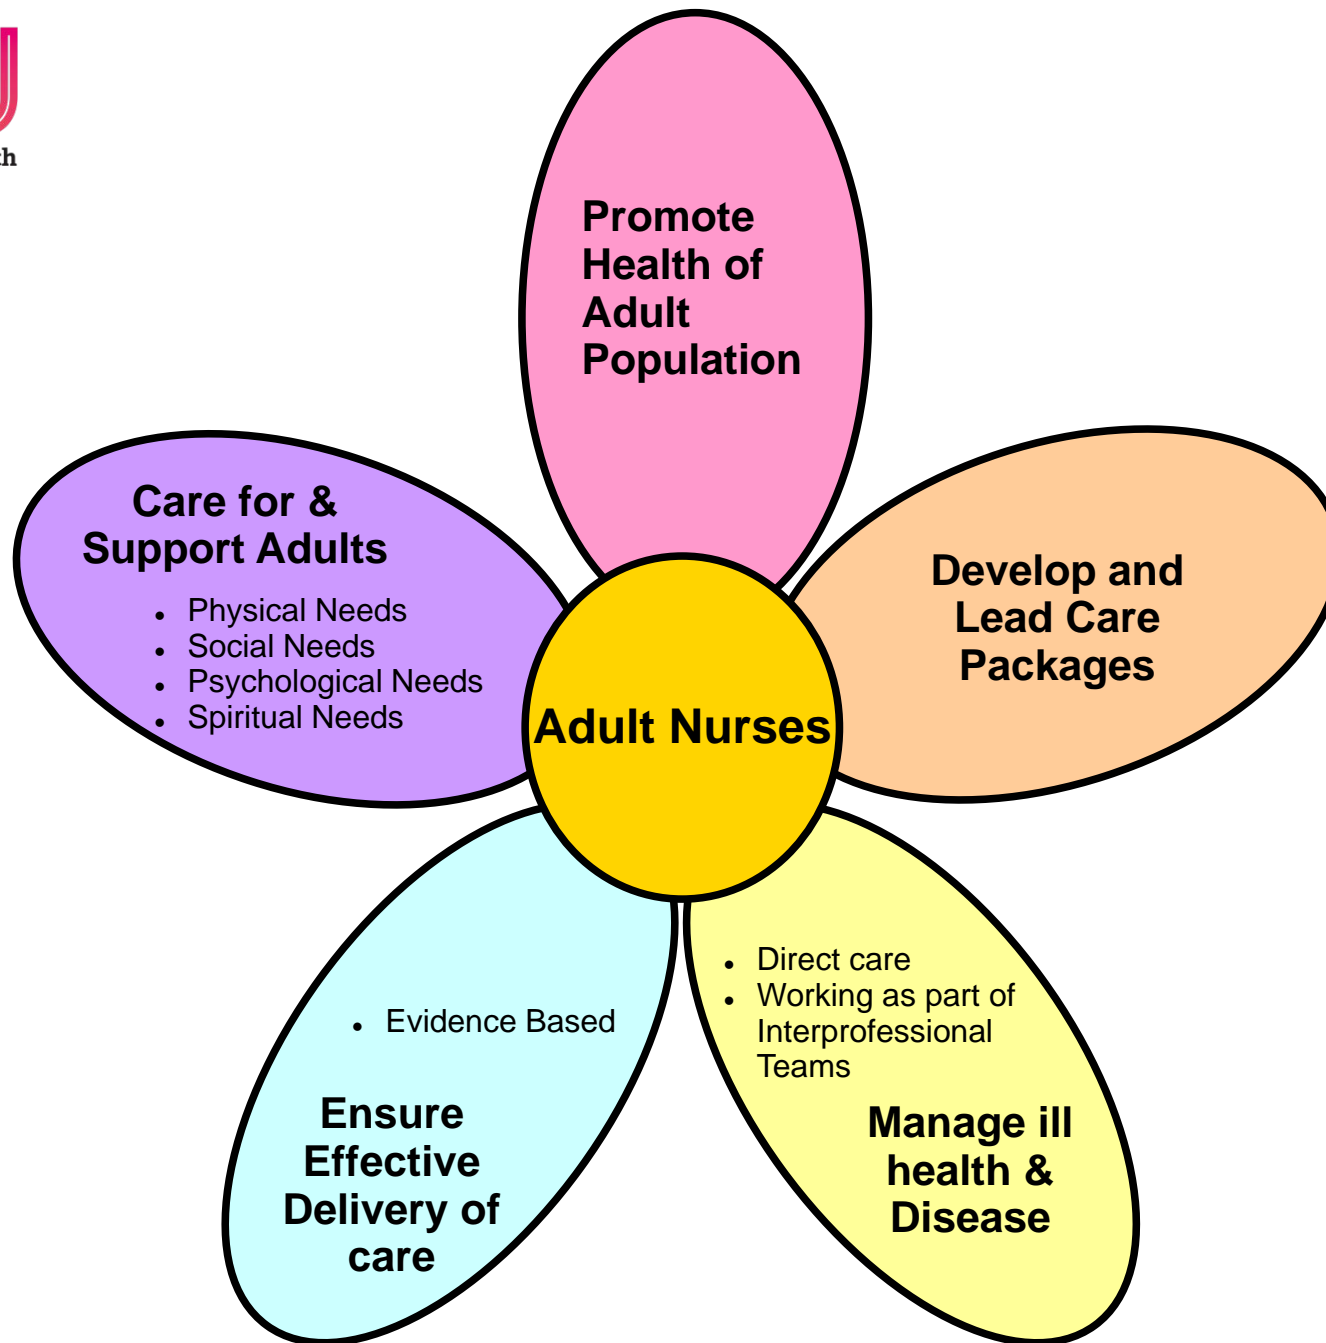 Promote
Health of
Adult
Population
Care for &
Support Adults
• Physical Needs
• Social Needs
• Psychological Needs
• Spiritual Needs
Develop and
Lead Care
Packages
Adult Nurses
• Evidence Based
Ensure
Effective
Delivery of
care
• Direct care
• Working as part of
Interprofessional
Teams
Manage ill
health &
Disease